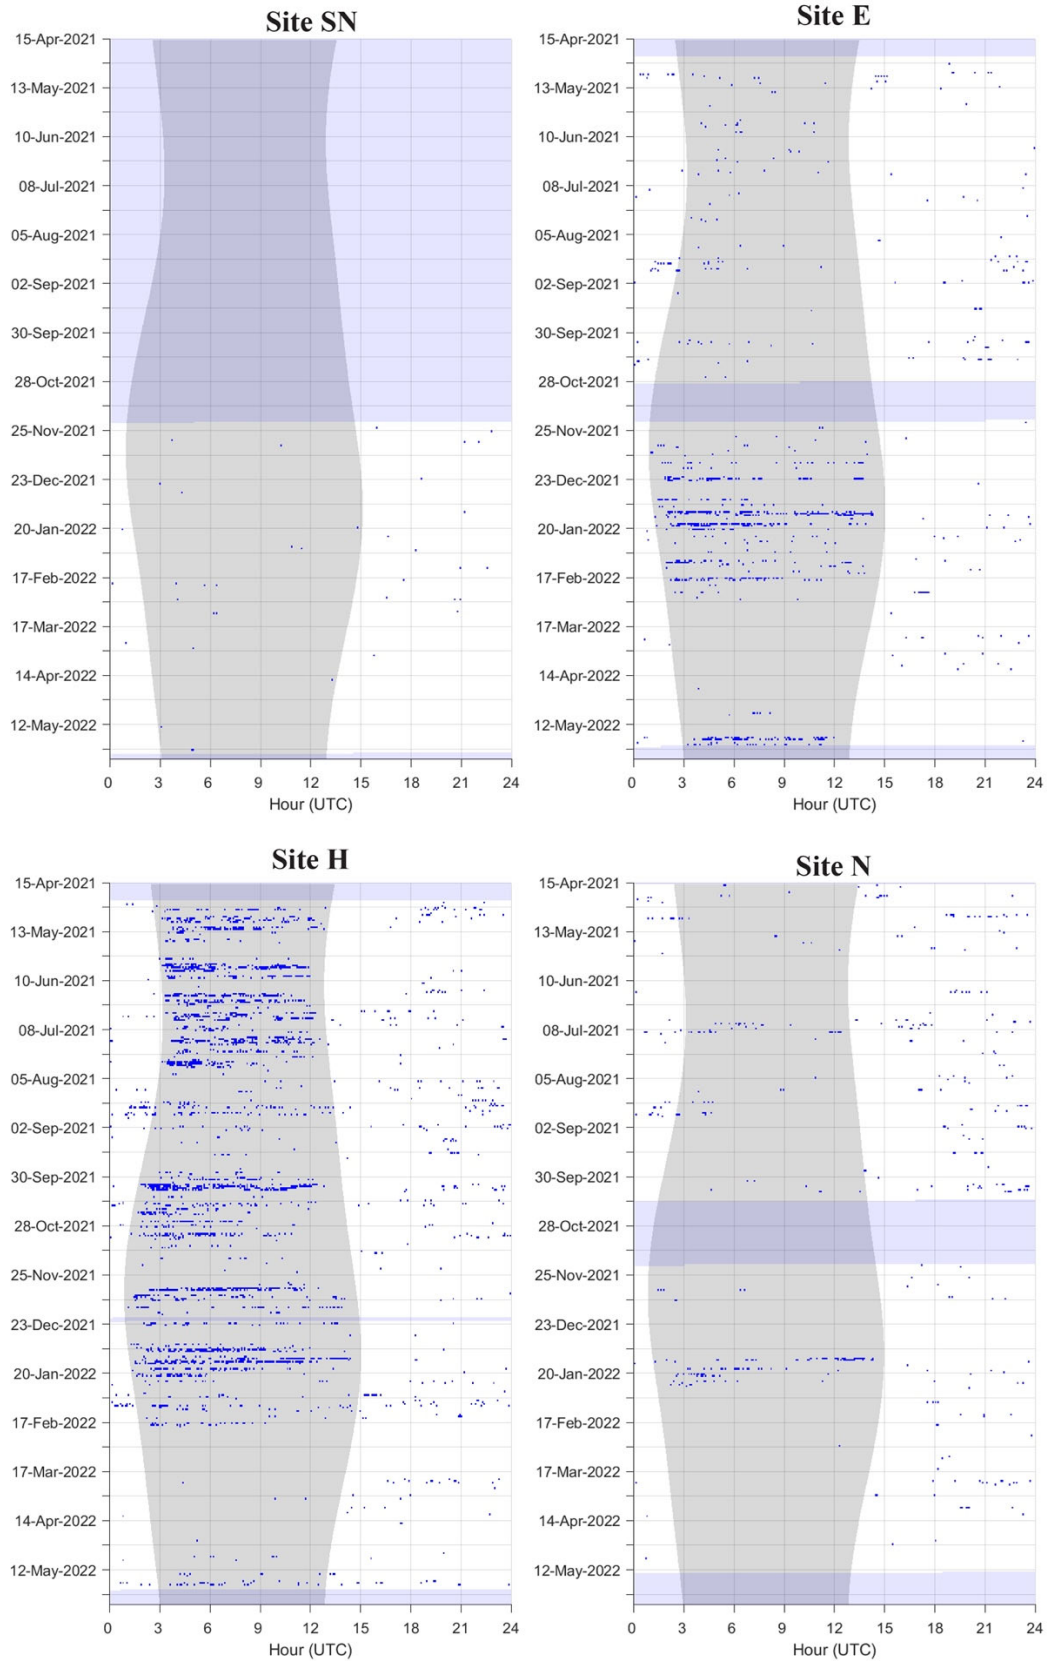 Site SN
15-Apr-2021
13-May-2021
10-Jun-2021
08-Jul-2021
05-Aug-2021
02-Sep-2021
30-Sep-2021
28-Oct-2021
25-Nov-2021
23-Dec-2021
20-Jan-2022
17-Feb-2022
17-Mar-2022
14-Apr-2022
12-May-2022
0 3 6 9 12 15 18 21 24
Hour (UTC)
Site E
15-Apr-2021
13-May-2021
10-Jun-2021
08-Jul-2021
05-Aug-2021
02-Sep-2021
30-Sep-2021
28-Oct-2021
25-Nov-2021
23-Dec-2021
20-Jan-2022
17-Feb-2022
17-Mar-2022
14-Apr-2022
12-May-2022
0 3 6 9 12 15 18 21 24
Hour (UTC)
Site H
15-Apr-2021
13-May-2021
10-Jun-2021
08-Jul-2021
05-Aug-2021
02-Sep-2021
30-Sep-2021
28-Oct-2021
25-Nov-2021
23-Dec-2021
20-Jan-2022
17-Feb-2022
17-Mar-2022
14-Apr-2022
12-May-2022
0 3 6 9 12 15 18 21 24
Hour (UTC)
Site N
15-Apr-2021
13-May-2021
10-Jun-2021
08-Jul-2021
05-Aug-2021
02-Sep-2021
30-Sep-2021
28-Oct-2021
25-Nov-2021
23-Dec-2021
20-Jan-2022
17-Feb-2022
17-Mar-2022
14-Apr-2022
12-May-2022
0 3 6 9 12 15 18 21 24
Hour (UTC)